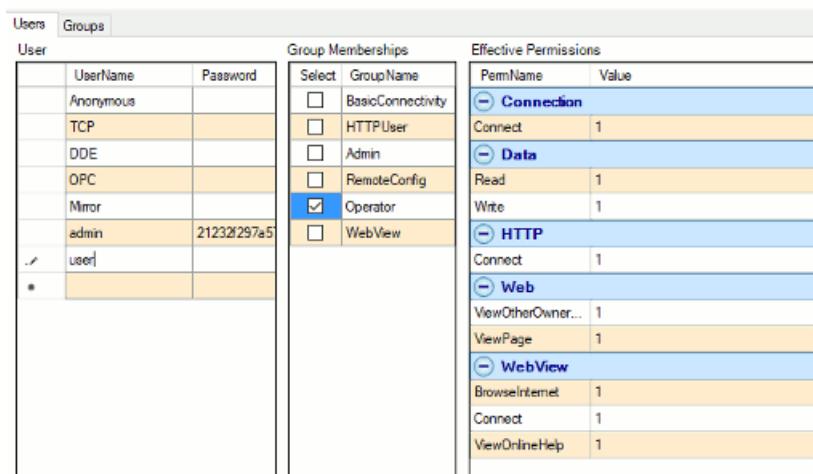 Users Groups
User Group Memberships Effective Permissions
UserName Password Select GroupName PermName Value
Anonymous BasicConnectivity Connection
TCP HTTPUser Connect 1
DDE Admin Data
OPC RemoteConfig Read 1
Mirror Operator Write 1
admin 21232f297a57 WebView HTTP
user Connect 1
Web
ViewOtherOwner... 1
ViewPage 1
WebView
BrowseInternet 1
Connect 1
ViewOnlineHelp 1